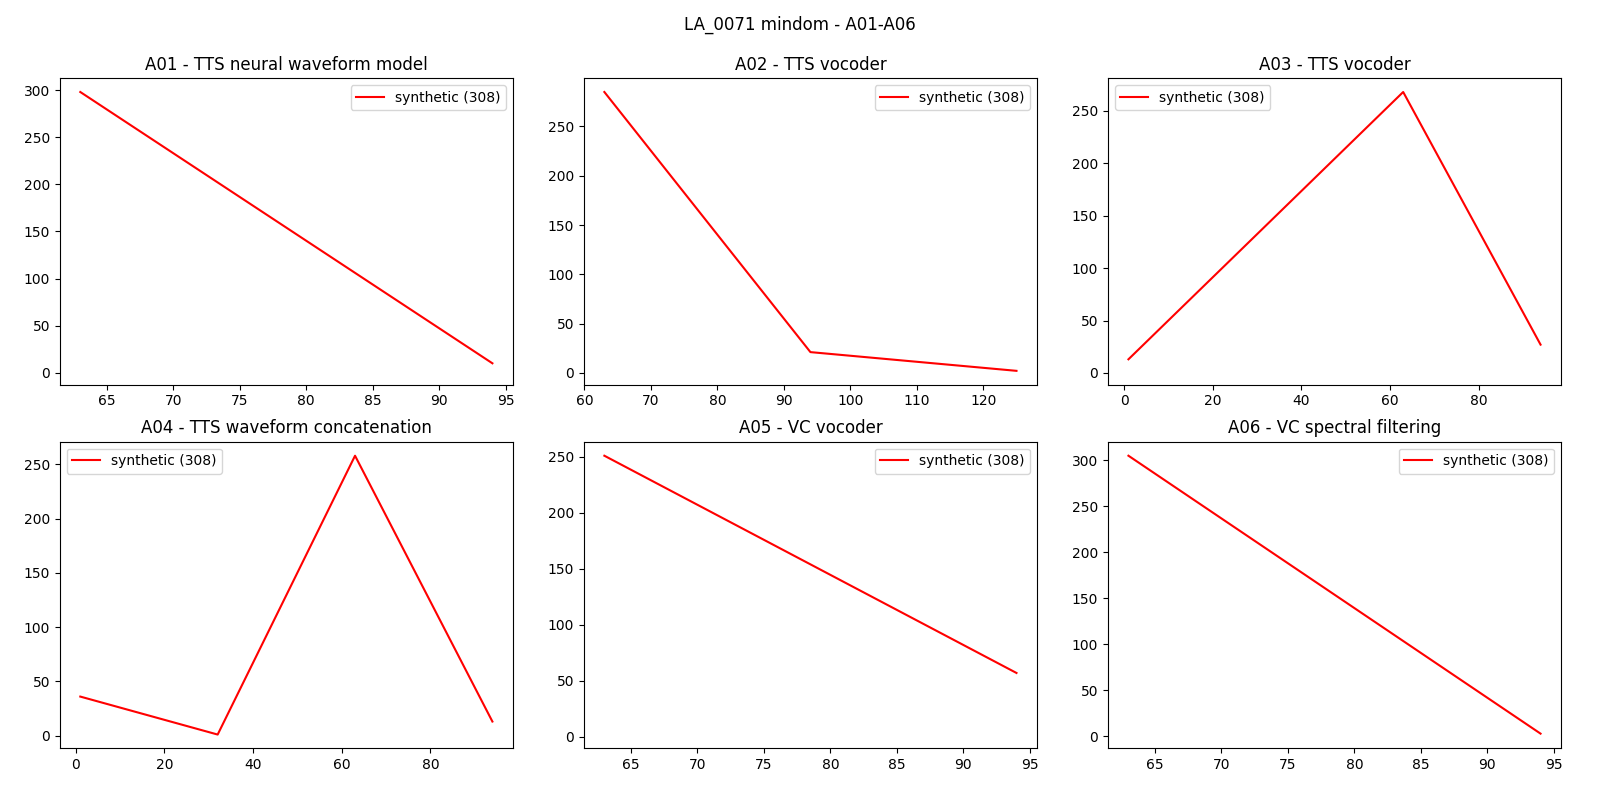 LA_0071 mindom - A01-A06
A01 - TTS neural waveform model
A02 - TTS vocoder
A03 - TTS vocoder
synthetic (308)
synthetic (308)
synthetic (308)
300
250
200
150
100
50
0
65 70 75 80 85 90 95
250
200
150
100
50
0
60 70 80 90 100 110 120
250
200
150
100
50
0
0 20 40 60 80
A04 - TTS waveform concatenation
A05 - VC vocoder
A06 - VC spectral filtering
synthetic (308)
synthetic (308)
synthetic (308)
250
200
150
100
50
0
0 20 40 60 80
250
200
150
100
50
0
65 70 75 80 85 90 95
300
250
200
150
100
50
0
65 70 75 80 85 90 95